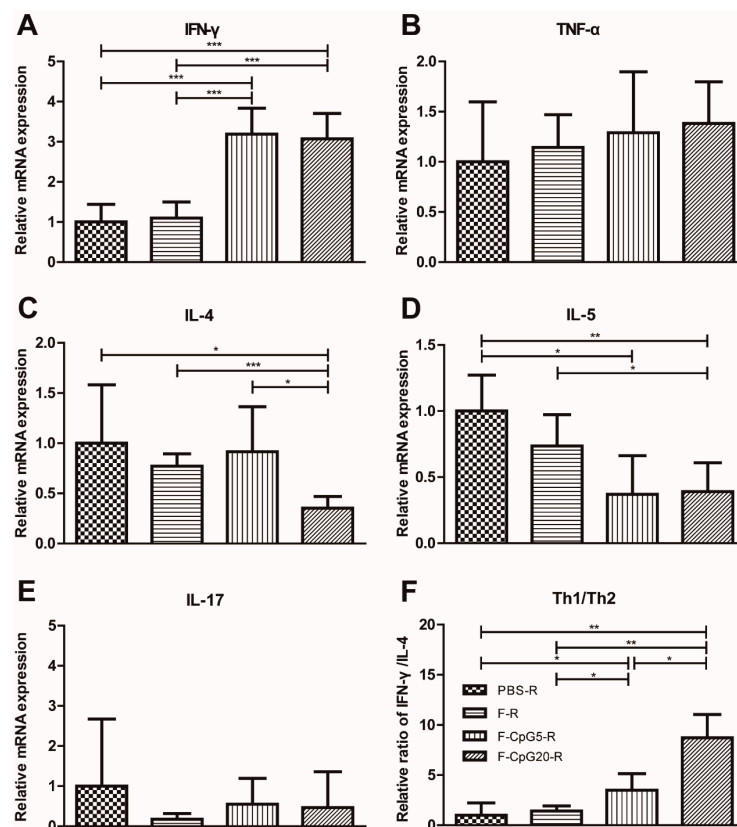 A
IFN-γ
Relative mRNA expression
5
4
3
2
1
0
***
***
***
***
B
TNF-α
Relative mRNA expression
2.0
1.5
1.0
0.5
0.0
C
IL-4
Relative mRNA expression
2.0
1.5
1.0
0.5
0.0
*
***
*
D
IL-5
Relative mRNA expression
1.5
1.0
0.5
0.0
**
*
*
E
IL-17
Relative mRNA expression
5
4
3
2
1
0
F
Th1/Th2
Relative ratio of IFN-γ /IL-4
20
15
10
5
0
**
**
*
*
*
PBS-R
F-R
F-CpG5-R
F-CpG20-R